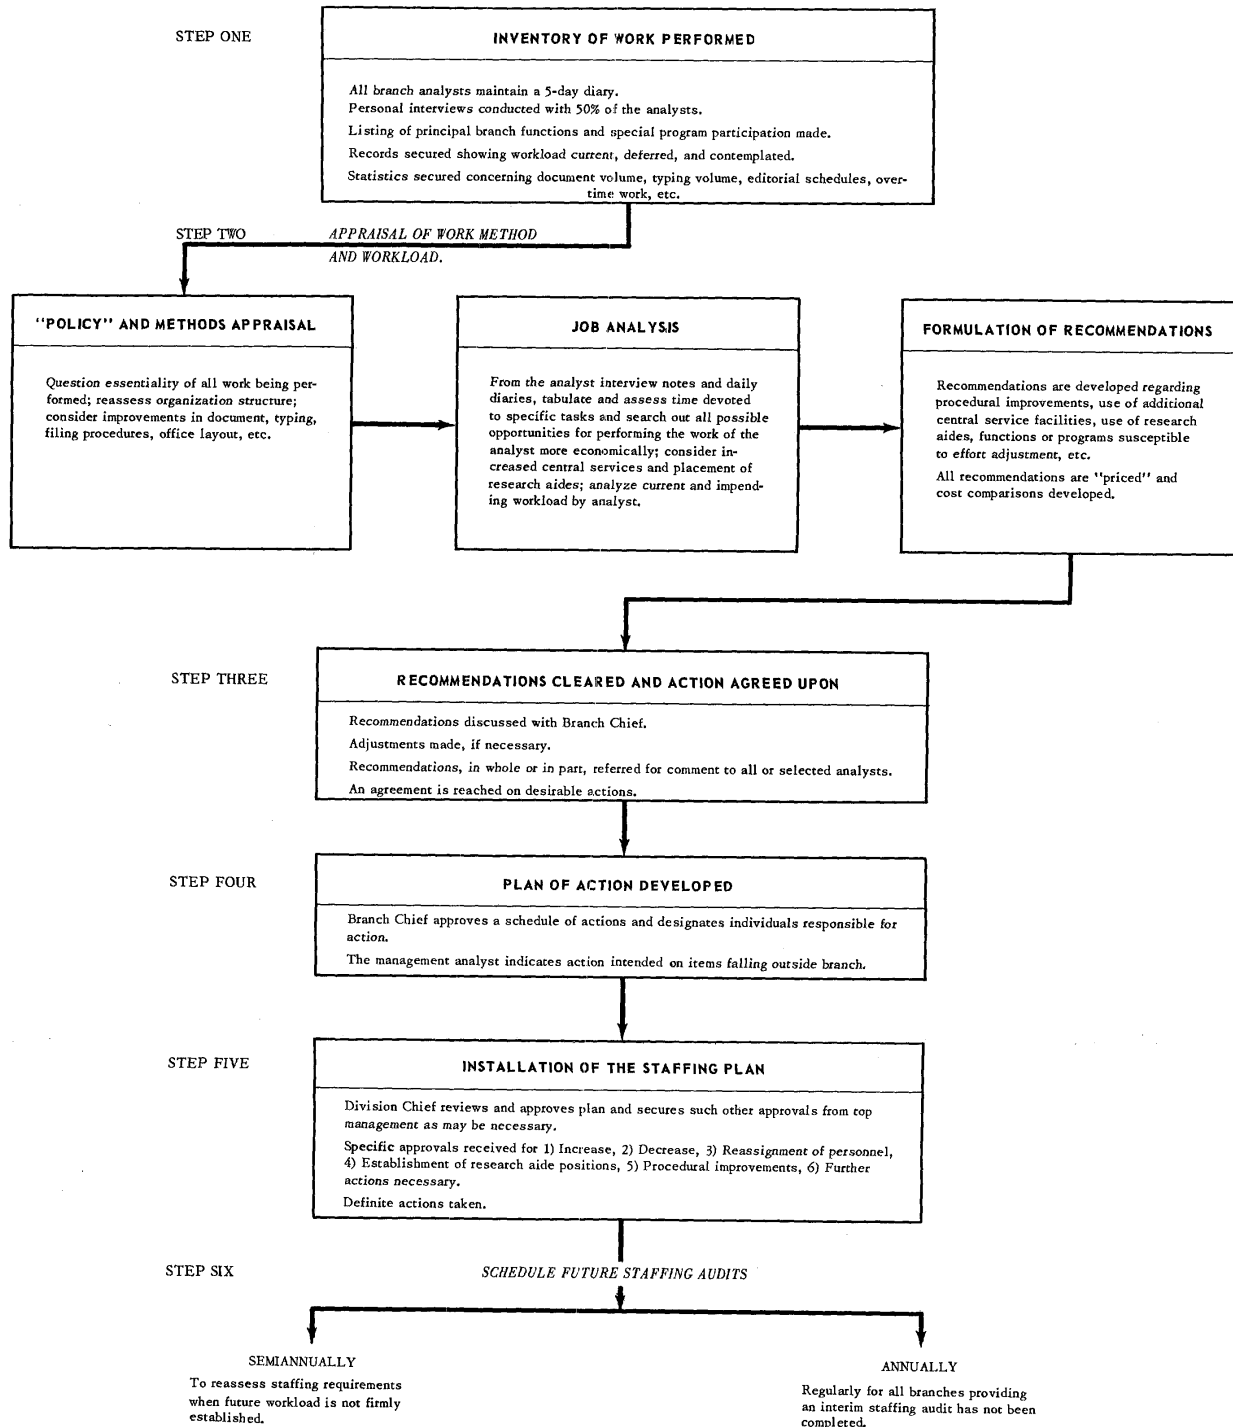 STEP ONE
INVENTORY OF WORK PERFORMED
All branch analysts maintain a 5-day diary.
Personal interviews conducted with 50% of the analysts.
Listing of principal branch functions and special program participation made.
Records secured showing workload current, deferred, and contemplated.
Statistics secured concerning document volume, typing volume, editorial schedules, over-
time work, etc.
STEP TWO
APPRAISAL OF WORK METHOD
AND WORKLOAD.
"POLICY" AND METHODS APPRAISAL
Question essentiality of all work being per-
formed; reassess organization structure;
consider improvements in document, typing,
filing procedures, office layout, etc.
JOB ANALYSIS
From the analyst interview notes and daily
diaries, tabulate and assess time devoted
to specific tasks and search out all possible
opportunities for performing the work of the
analyst more economically; consider in-
creased central services and placement of
research aides; analyze current and impend-
ing workload by analyst.
FORMULATION OF RECOMMENDATIONS
Recommendations are developed regarding
procedural improvements, use of additional
central service facilities, use of research
aides, functions or programs susceptible
to effort adjustment, etc.
All recommendations are "priced" and
cost comparisons developed.
STEP THREE
RECOMMENDATIONS CLEARED AND ACTION AGREED UPON
Recommendations discussed with Branch Chief.
Adjustments made, if necessary.
Recommendations, in whole or in part, referred for comment to all or selected analysts.
An agreement is reached on desirable actions.
STEP FOUR
PLAN OF ACTION DEVELOPED
Branch Chief approves a schedule of actions and designates individuals responsible for
action.
The management analyst indicates action intended on items falling outside branch.
STEP FIVE
INSTALLATION OF THE STAFFING PLAN
Division Chief reviews and approves plan and secures such other approvals from top
management as may be necessary.
Specific approvals received for 1) Increase, 2) Decrease, 3) Reassignment of personnel,
4) Establishment of research aide positions, 5) Procedural improvements, 6) Further
actions necessary.
Definite actions taken.
STEP SIX
SCHEDULE FUTURE STAFFING AUDITS
SEMIANNUALLY
To reassess staffing requirements
when future workload is not firmly
established.
ANNUALLY
Regularly for all branches providing
an interim staffing audit has not been
completed.